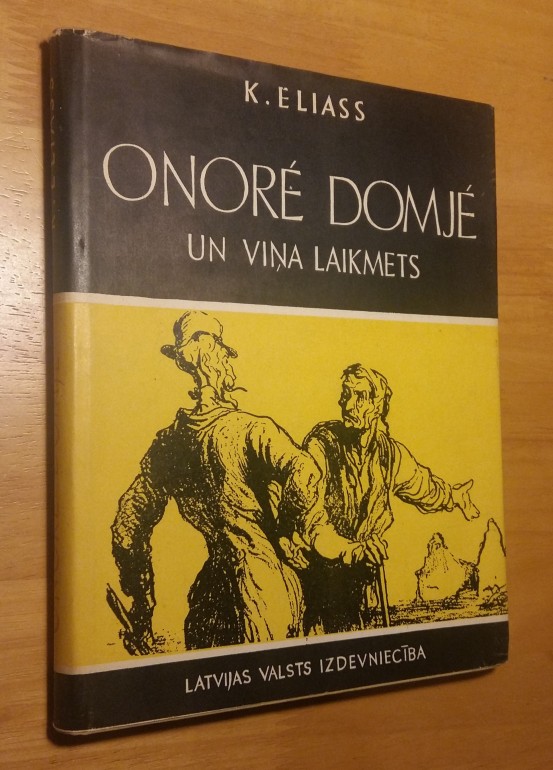 K. ELIASS
ONORÉ DOMJÉ
UN VIŅA LAIKMETS
LATVIJAS VALSTS IZDEVNIECĪBA